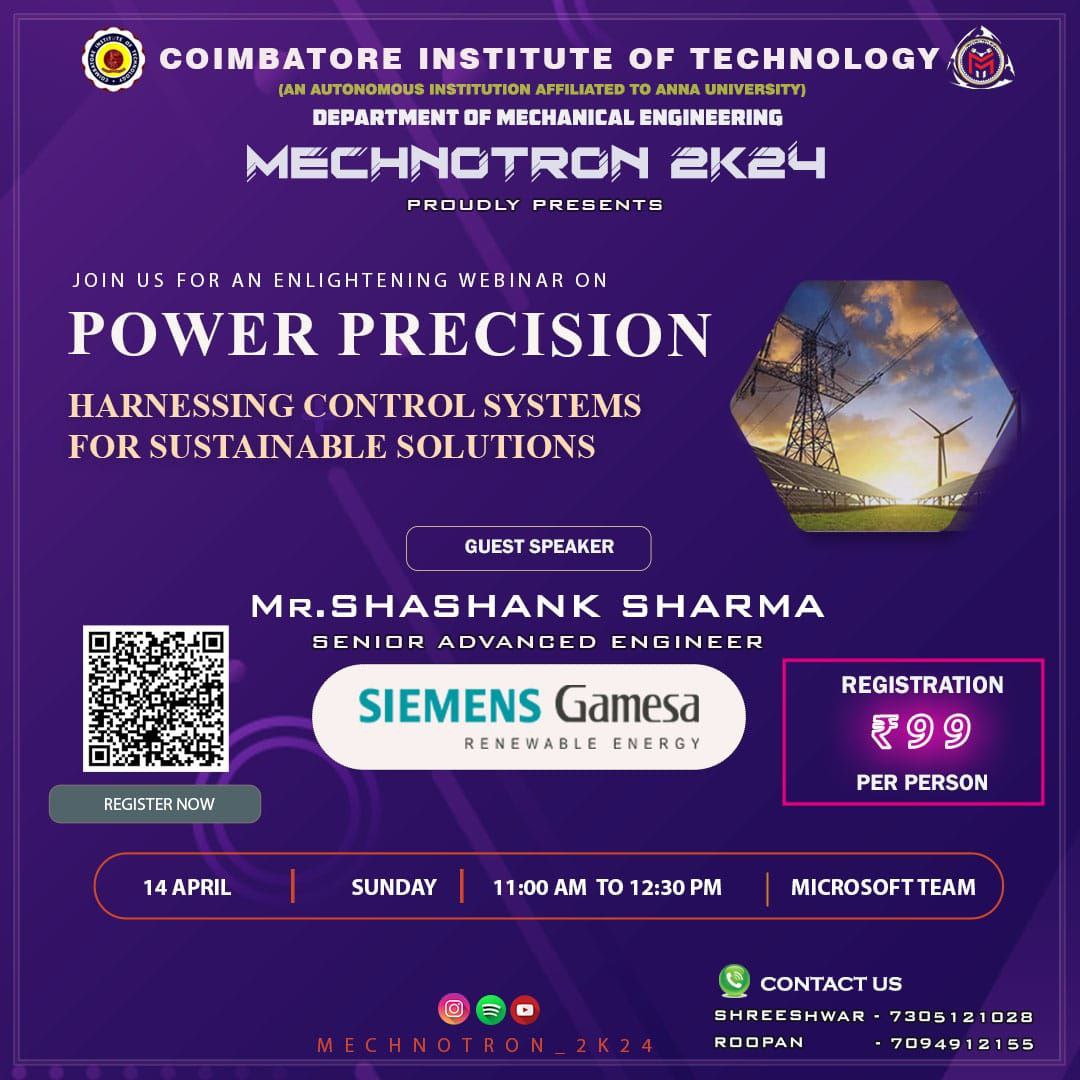 COIMBATORE INSTITUTE OF TECHNOLOGY
(AN AUTONOMOUS INSTITUTION AFFILIATED TO ANNA UNIVERSITY)
DEPARTMENT OF MECHANICAL ENGINEERING
MECHNOTRON 2K24
PROUDLY PRESENTS
JOIN US FOR AN ENLIGHTENING WEBINAR ON
POWER PRECISION
HARNESSING CONTROL SYSTEMS
FOR SUSTAINABLE SOLUTIONS
GUEST SPEAKER
MR.SHASHANK SHARMA
SENIOR ADVANCED ENGINEER
SIEMENS Gamesa
RENEWABLE ENERGY
REGISTER NOW
REGISTRATION
₹99
PER PERSON
14 APRIL | SUNDAY | 11:00 AM TO 12:30 PM | MICROSOFT TEAM
CONTACT US
SHREESHWAR - 7305121028
ROOPAN - 7094912155
MECHNOTRON_2K24